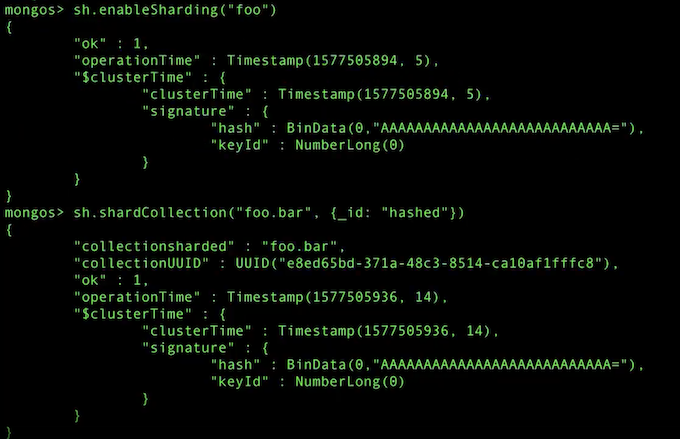 mongos> sh.enableSharding("foo")
{
        "ok" : 1,
        "operationTime" : Timestamp(1577505894, 5),
        "$clusterTime" : {
                "clusterTime" : Timestamp(1577505894, 5),
                "signature" : {
                        "hash" : BinData(0,"AAAAAAAAAAAAAAAAAAAAAAAAAAA="),
                        "keyId" : NumberLong(0)
                }
        }
}
mongos> sh.shardCollection("foo.bar", {_id: "hashed"})
{
        "collectionsharded" : "foo.bar",
        "collectionUUID" : UUID("e8ed65bd-371a-48c3-8514-ca10af1fffc8"),
        "ok" : 1,
        "operationTime" : Timestamp(1577505936, 14),
        "$clusterTime" : {
                "clusterTime" : Timestamp(1577505936, 14),
                "signature" : {
                        "hash" : BinData(0,"AAAAAAAAAAAAAAAAAAAAAAAAAAA="),
                        "keyId" : NumberLong(0)
                }
        }
}